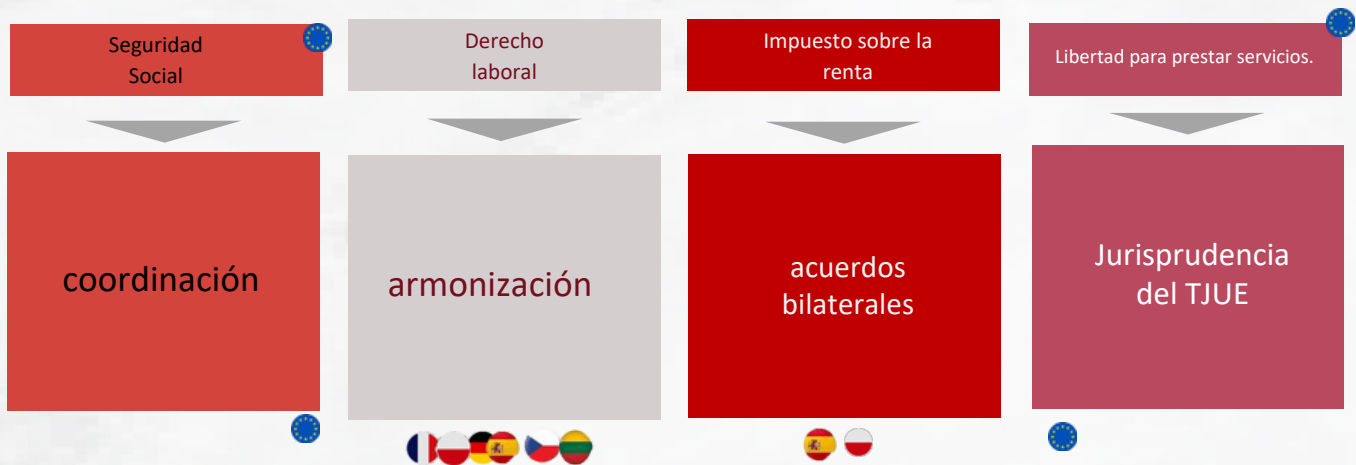 Seguridad
Social
Derecho
laboral
Impuesto sobre la
renta
Libertad para prestar servicios.
coordinación
armonización
acuerdos
bilaterales
Jurisprudencia
del TJUE